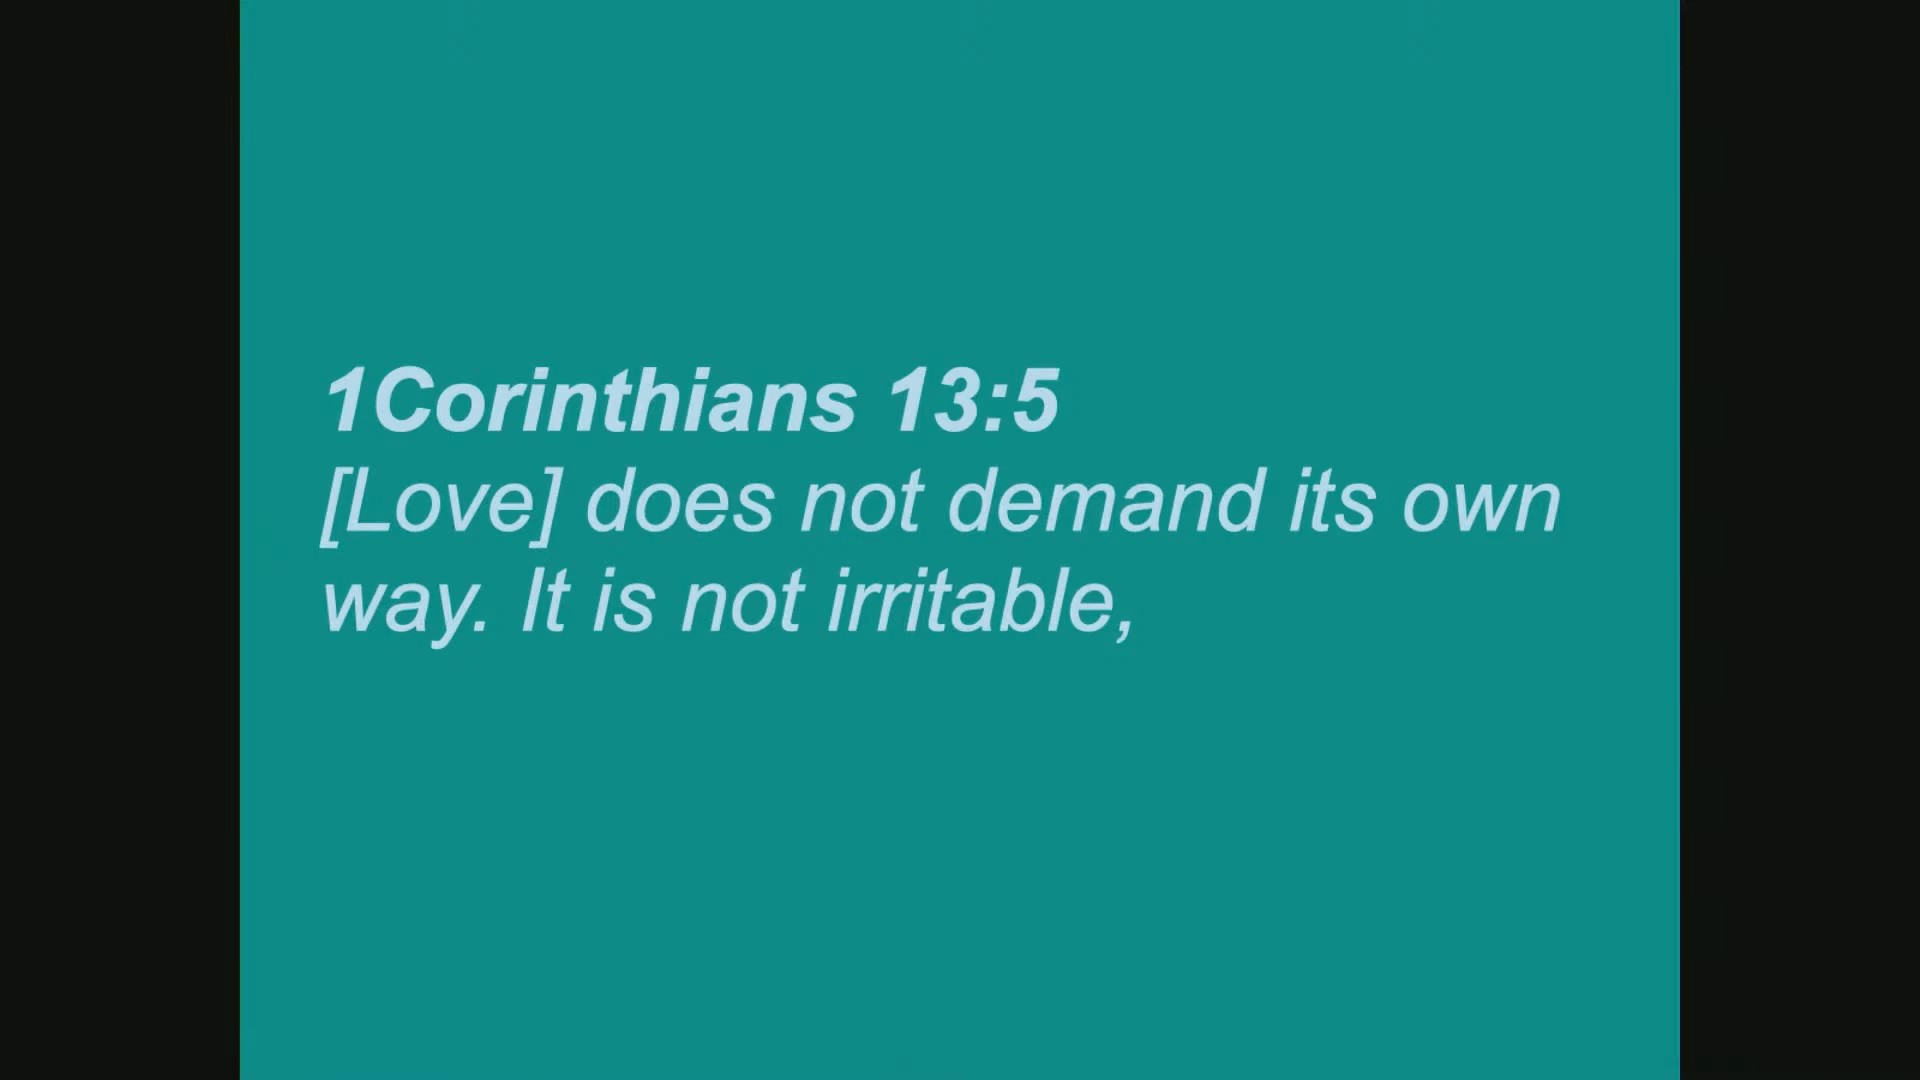 1Corinthians 13:5
[Love] does not demand its own
way. It is not irritable,